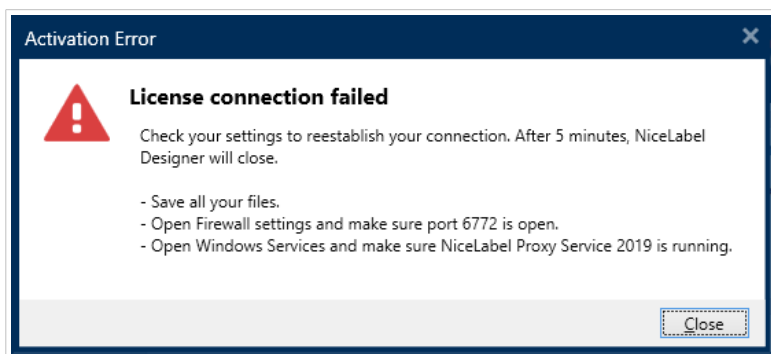 Activation Error
License connection failed
Check your settings to reestablish your connection. After 5 minutes, NiceLabel
Designer will close.
- Save all your files.
- Open Firewall settings and make sure port 6772 is open.
- Open Windows Services and make sure NiceLabel Proxy Service 2019 is running.
Close